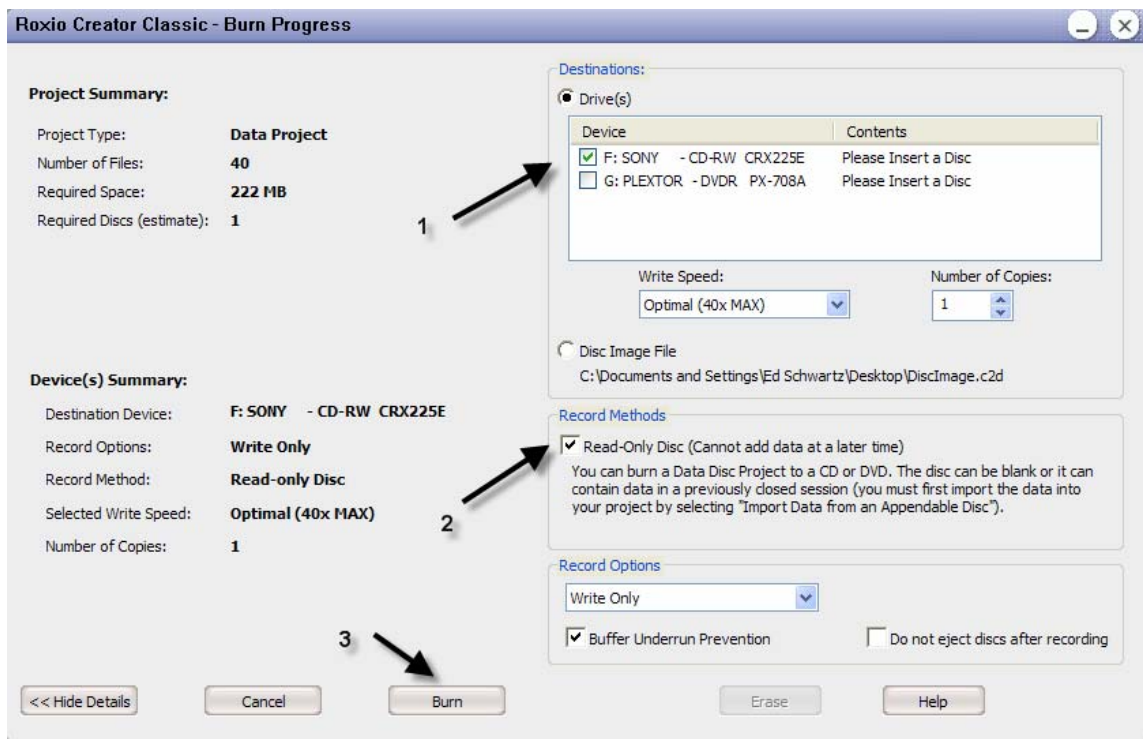 Roxio Creator Classic - Burn Progress
Project Summary:
Project Type: Data Project
Number of Files: 40
Required Space: 222 MB
Required Discs (estimate): 1
Device(s) Summary:
Destination Device: F: SONY - CD-RW CRX225E
Record Options: Write Only
Record Method: Read-only Disc
Selected Write Speed: Optimal (40x MAX)
Number of Copies: 1
Destinations:
Drive(s)
Device Contents
F: SONY - CD-RW CRX225E Please Insert a Disc
G: PLEXTOR - DVDR PX-708A Please Insert a Disc
1
Write Speed: Number of Copies:
Optimal (40x MAX) 1
Disc Image File
C:\Documents and Settings\Ed Schwartz\Desktop\DiscImage.c2d
Record Methods
Read-Only Disc (Cannot add data at a later time)
You can burn a Data Disc Project to a CD or DVD. The disc can be blank or it can
contain data in a previously closed session (you must first import the data into
your project by selecting "Import Data from an Appendable Disc").
2
Record Options
Write Only
Buffer Underrun Prevention Do not eject discs after recording
3
<< Hide Details Cancel Burn Erase Help